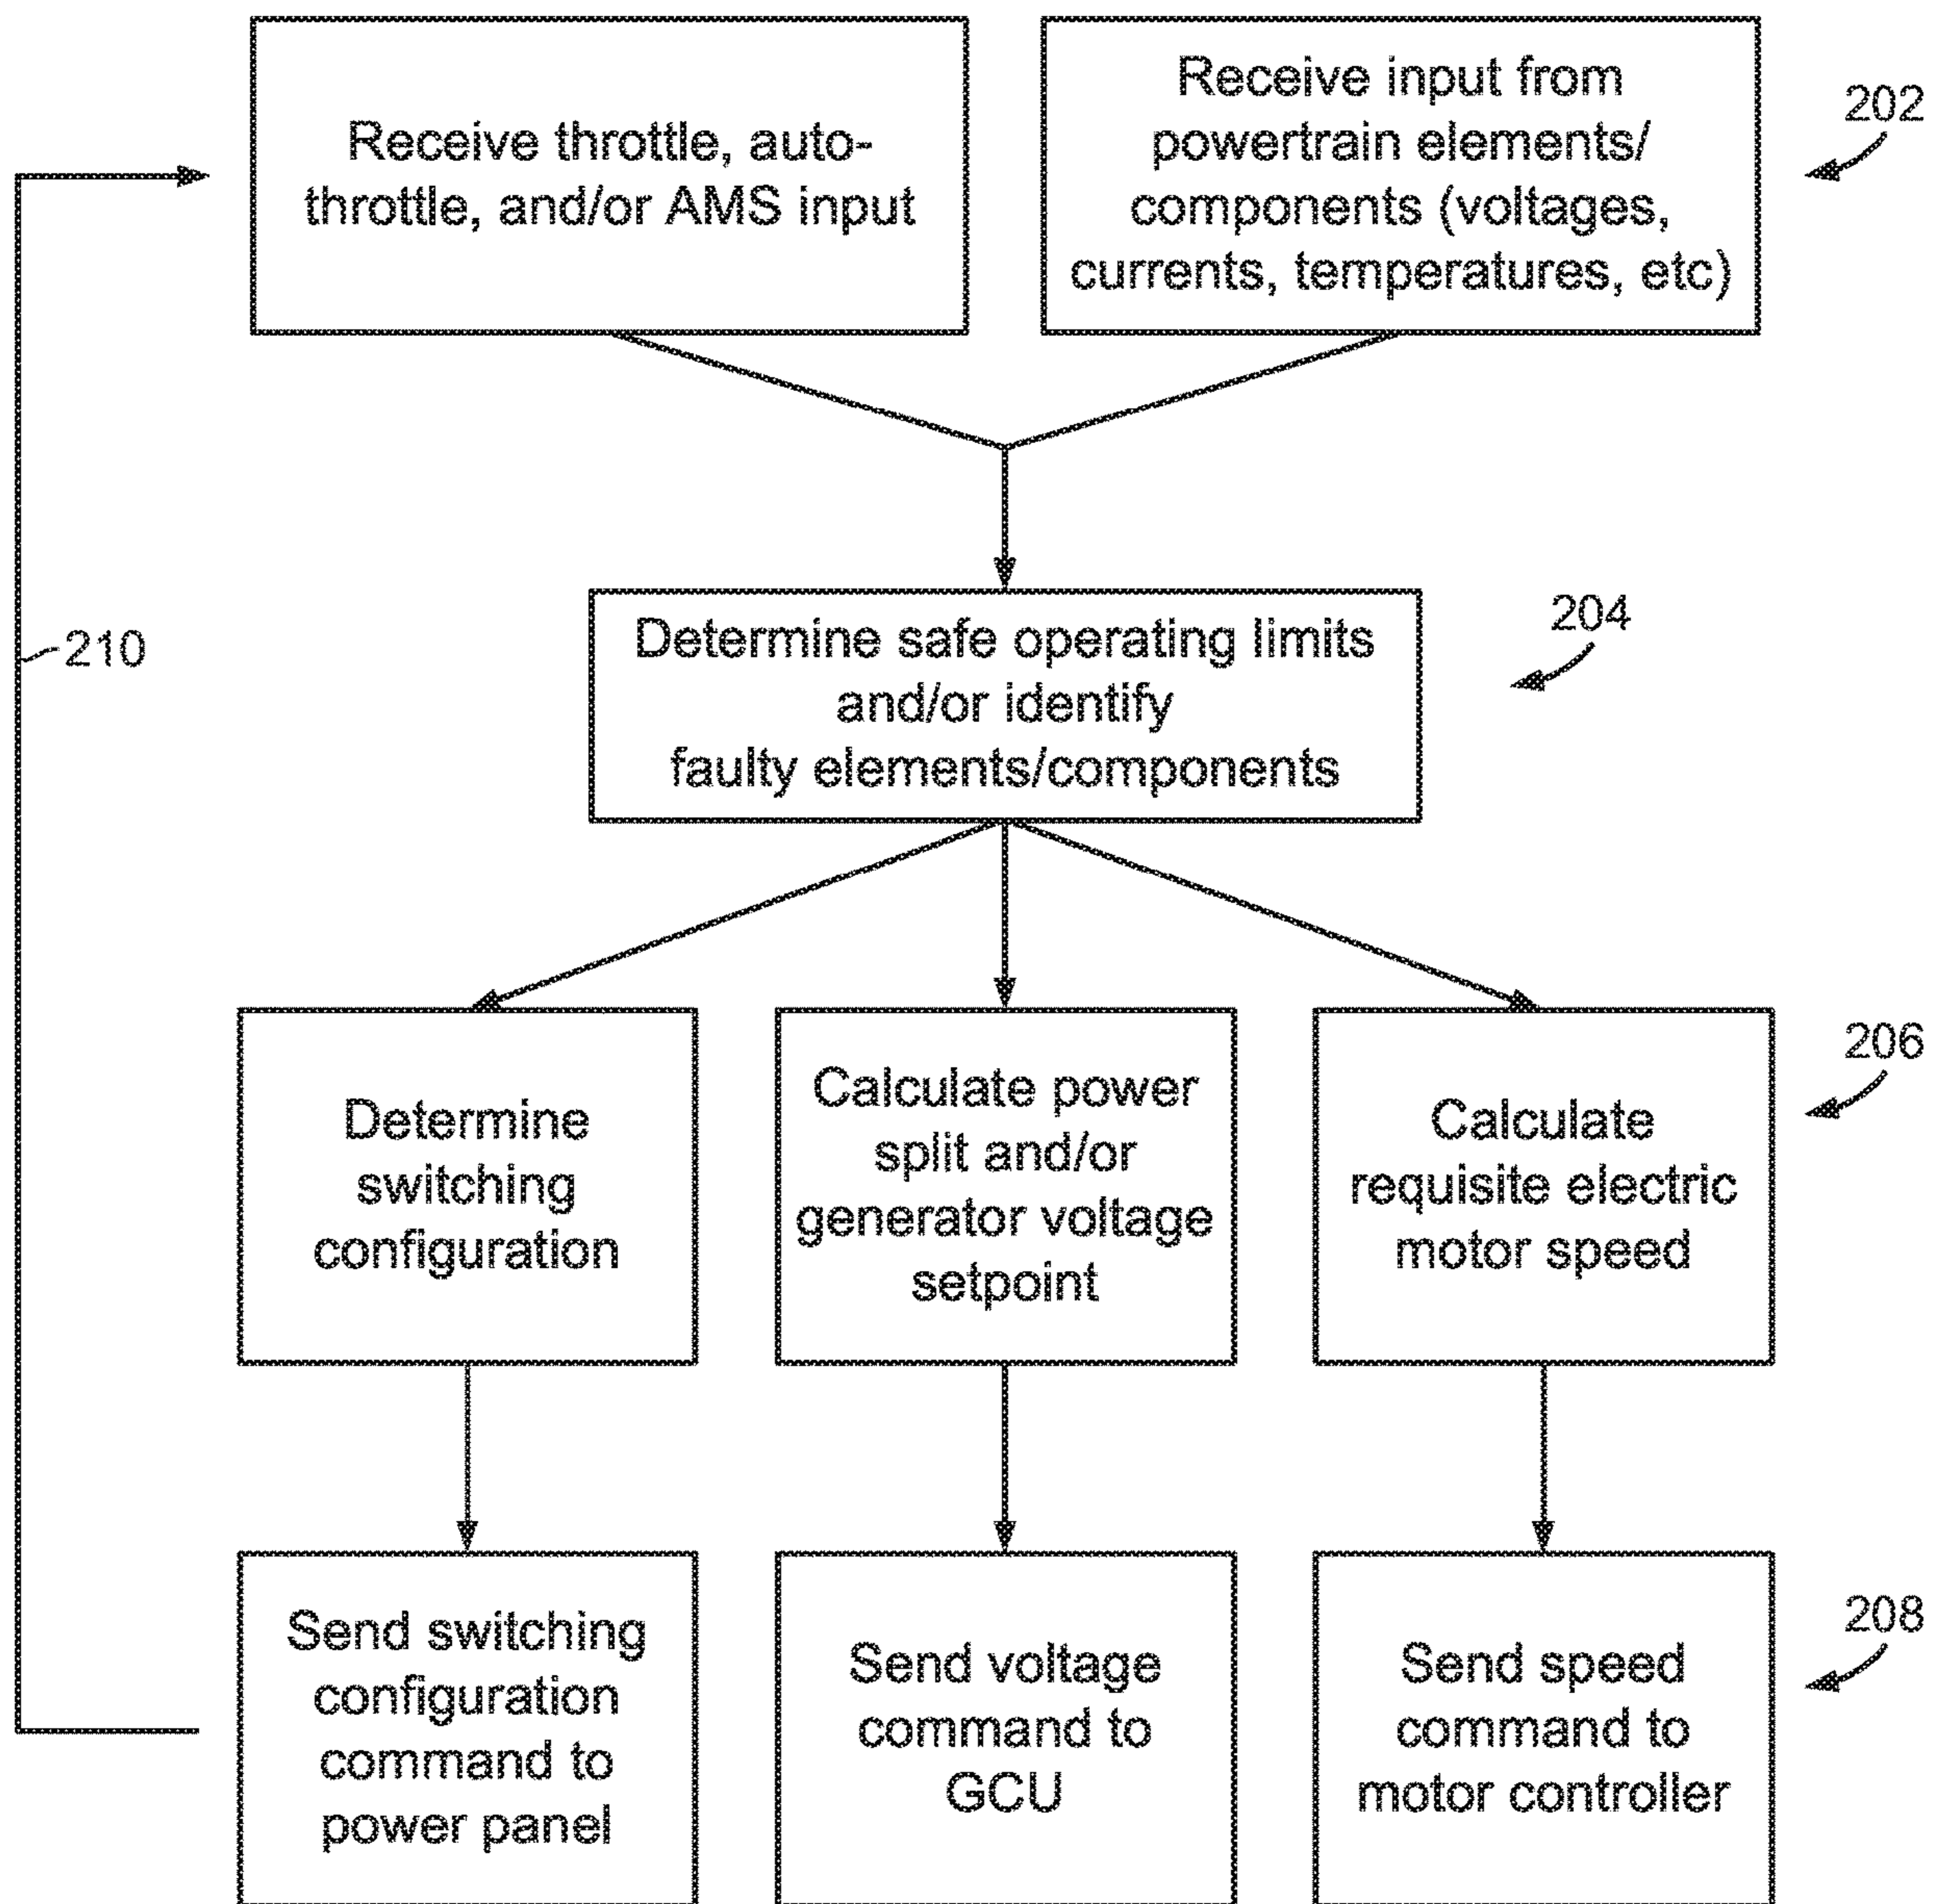 Receive throttle, auto-
throttle, and/or AMS input
Receive input from
powertrain elements/
components (voltages,
currents, temperatures, etc)
202
Determine safe operating limits
and/or identify
faulty elements/components
204
210
Determine
switching
configuration
Calculate power
split and/or
generator voltage
setpoint
Calculate
requisite electric
motor speed
206
Send switching
configuration
command to
power panel
Send voltage
command to
GCU
Send speed
command to
motor controller
208